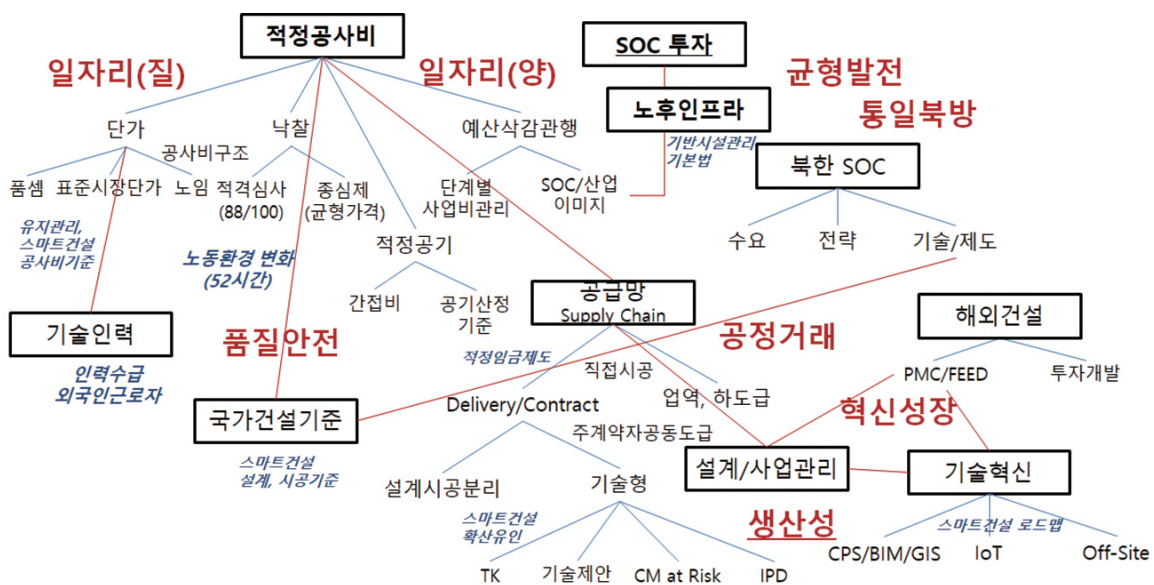 적정공사비
SOC 투자
일자리(질)
일자리(양)
균형발전
통일북방
노후인프라
기반시설관리
기본법
단가
낙찰
예산삭감관행
공사비구조
북한 SOC
품셈
표준시장단가
노임
적격심사
(88/100)
종심제
(균형가격)
단계별
사업비관리
SOC/산업
이미지
유지관리,
스마트건설
공사비기준
노동환경 변화
(52시간)
적정공기
수요
전략
기술/제도
간접비
공기산정
기준
공급망
Supply Chain
해외건설
기술인력
품질안전
공정거래
적정임금제도
인력수급
외국인근로자
직접시공
PMC/FEED
투자개발
업역, 하도급
국가건설기준
Delivery/Contract
혁신성장
주계약자공동도급
스마트건설
설계, 시공기준
설계/사업관리
기술혁신
설계시공분리
기술형
스마트건설
확산유인
생산성
스마트건설 로드맵
CPS/BIM/GIS
IoT
Off-Site
TK
기술제안
CM at Risk
IPD